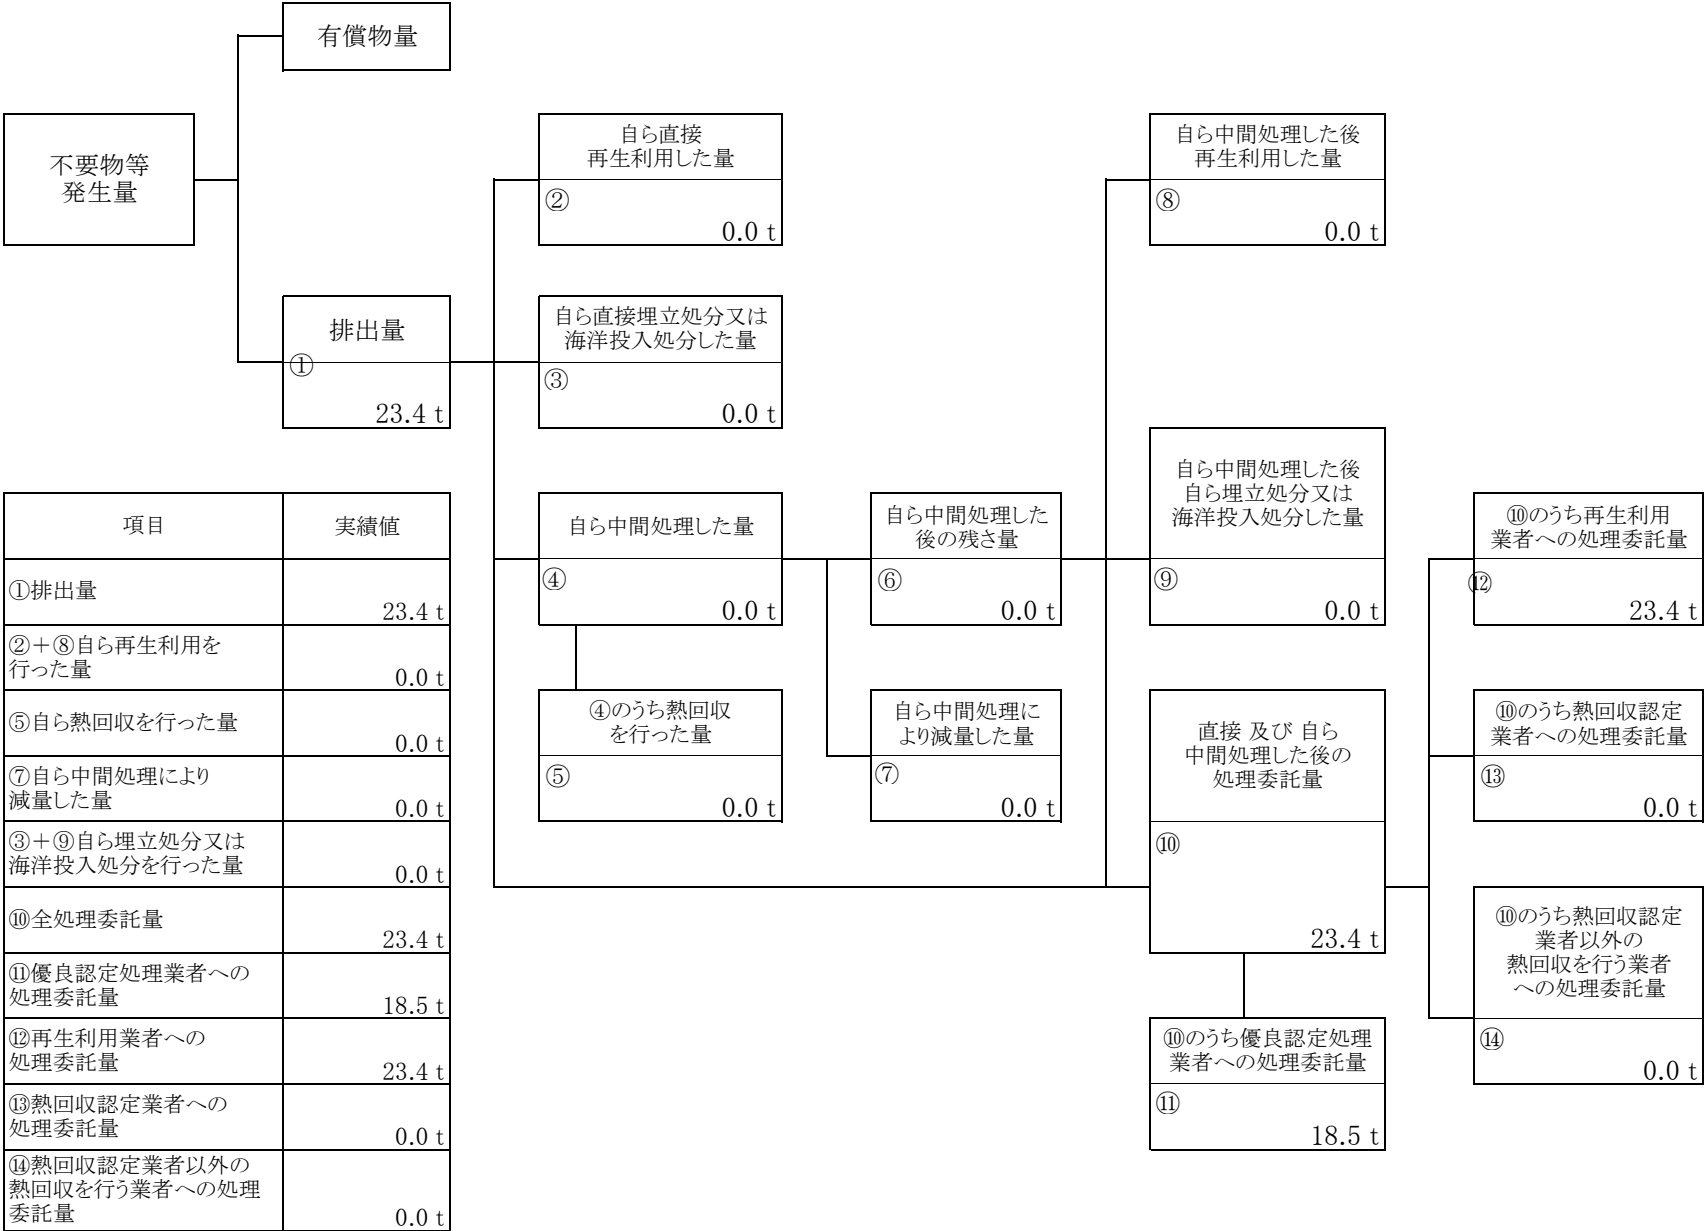 有償物量
不要物等
発生量
自ら直接
再生利用した量
②
0.0 t
自ら中間処理した後
再生利用した量
⑧
0.0 t
排出量
①
23.4 t
自ら直接埋立処分又は
海洋投入処分した量
③
0.0 t
自ら中間処理した量
④
0.0 t
自ら中間処理した
後の残さ量
⑥
0.0 t
自ら中間処理した後
自ら埋立処分又は
海洋投入処分した量
⑨
0.0 t
⑩のうち再生利用
業者への処理委託量
⑫
23.4 t
④のうち熱回収
を行った量
⑤
0.0 t
自ら中間処理に
より減量した量
⑦
0.0 t
直接 及び 自ら
中間処理した後の
処理委託量
⑩
23.4 t
⑩のうち熱回収認定
業者への処理委託量
⑬
0.0 t
⑩のうち熱回収認定
業者以外の
熱回収を行う業者
への処理委託量
⑭
0.0 t
⑩のうち優良認定処理
業者への処理委託量
⑪
18.5 t
項目
実績値
①排出量
23.4 t
②＋⑧自ら再生利用を
行った量
0.0 t
⑤自ら熱回収を行った量
0.0 t
⑦自ら中間処理により
減量した量
0.0 t
③＋⑨自ら埋立処分又は
海洋投入処分を行った量
0.0 t
⑩全処理委託量
23.4 t
⑪優良認定処理業者への
処理委託量
18.5 t
⑫再生利用業者への
処理委託量
23.4 t
⑬熱回収認定業者への
処理委託量
0.0 t
⑭熱回収認定業者以外の
熱回収を行う業者への処理
委託量
0.0 t